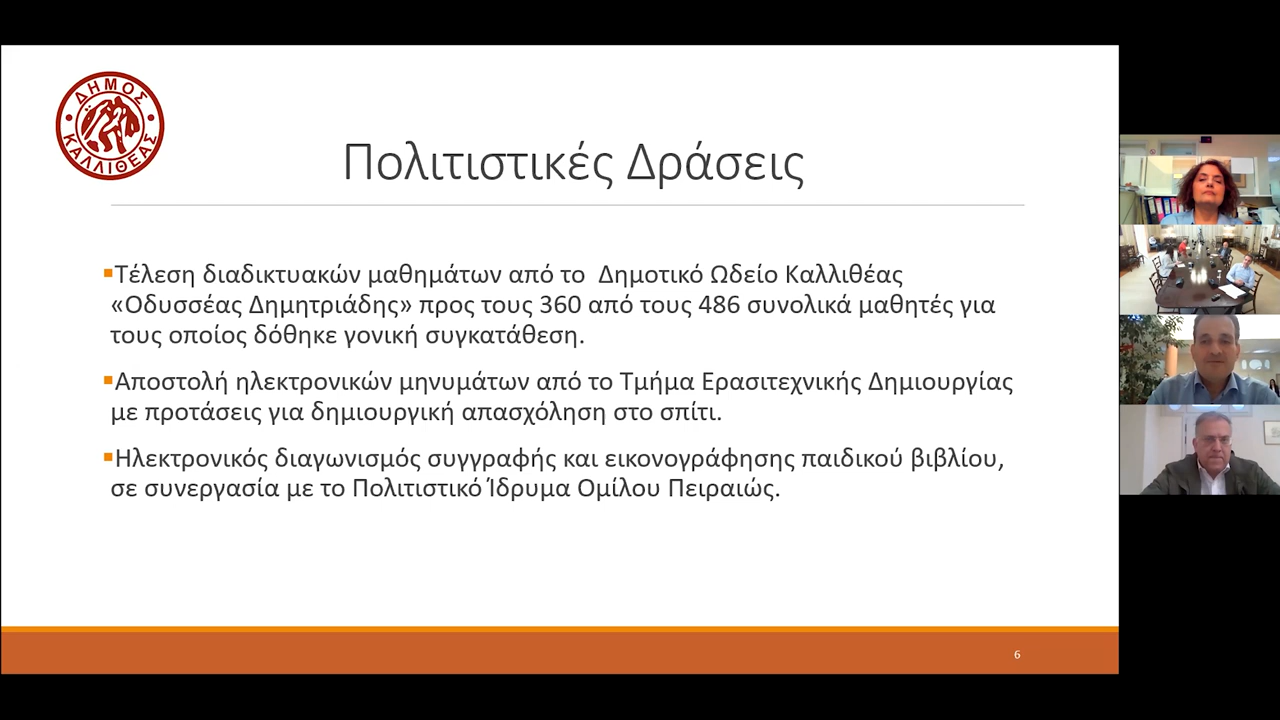 ΔΗΜΟΣ
ΚΑΛΛΙΘΕΑΣ
Πολιτιστικές Δράσεις
▪Τέλεση διαδικτυακών μαθημάτων από το  Δημοτικό Ωδείο Καλλιθέας
«Οδυσσέας Δημητριάδης» προς τους 360 από τους 486 συνολικά μαθητές για
τους οποίος δόθηκε γονική συγκατάθεση.
▪Αποστολή ηλεκτρονικών μηνυμάτων από το Τμήμα Ερασιτεχνικής Δημιουργίας
με προτάσεις για δημιουργική απασχόληση στο σπίτι.
▪Ηλεκτρονικός διαγωνισμός συγγραφής και εικονογράφησης παιδικού βιβλίου,
σε συνεργασία με το Πολιτιστικό Ίδρυμα Ομίλου Πειραιώς.
6